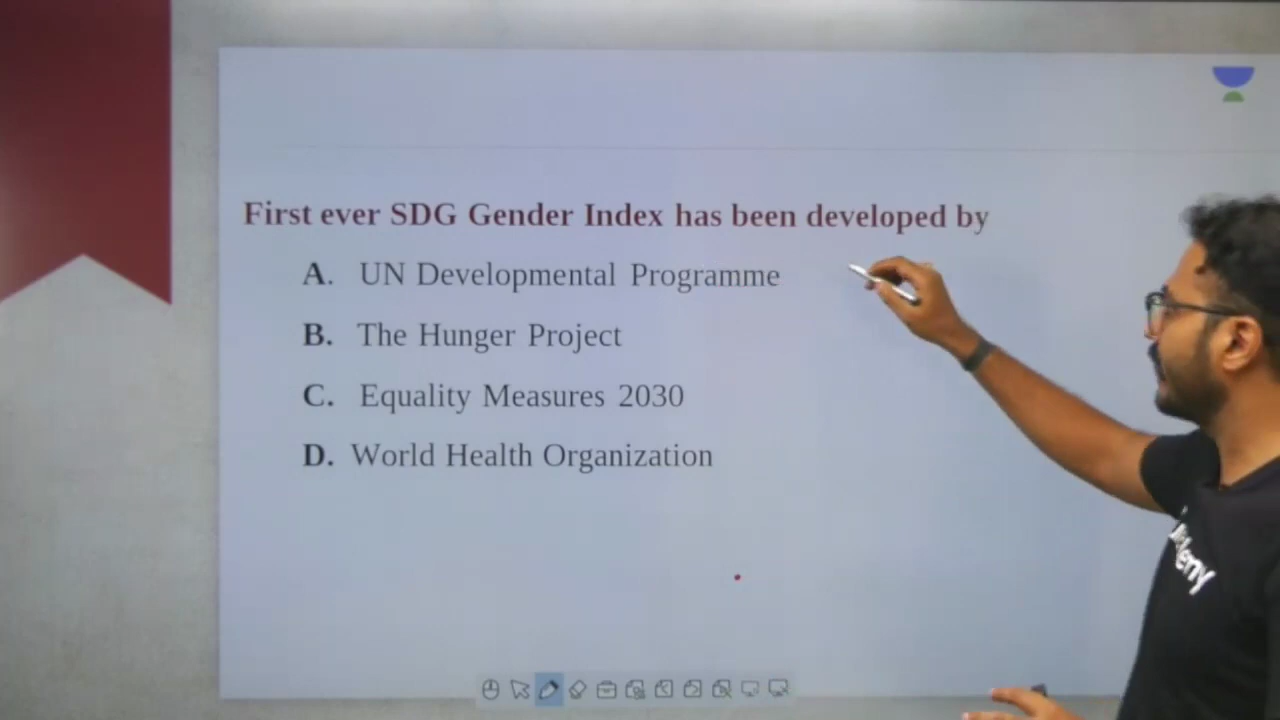 First ever SDG Gender Index has been developed by
A. UN Developmental Programme
B. The Hunger Project
C. Equality Measures 2030
D. World Health Organization